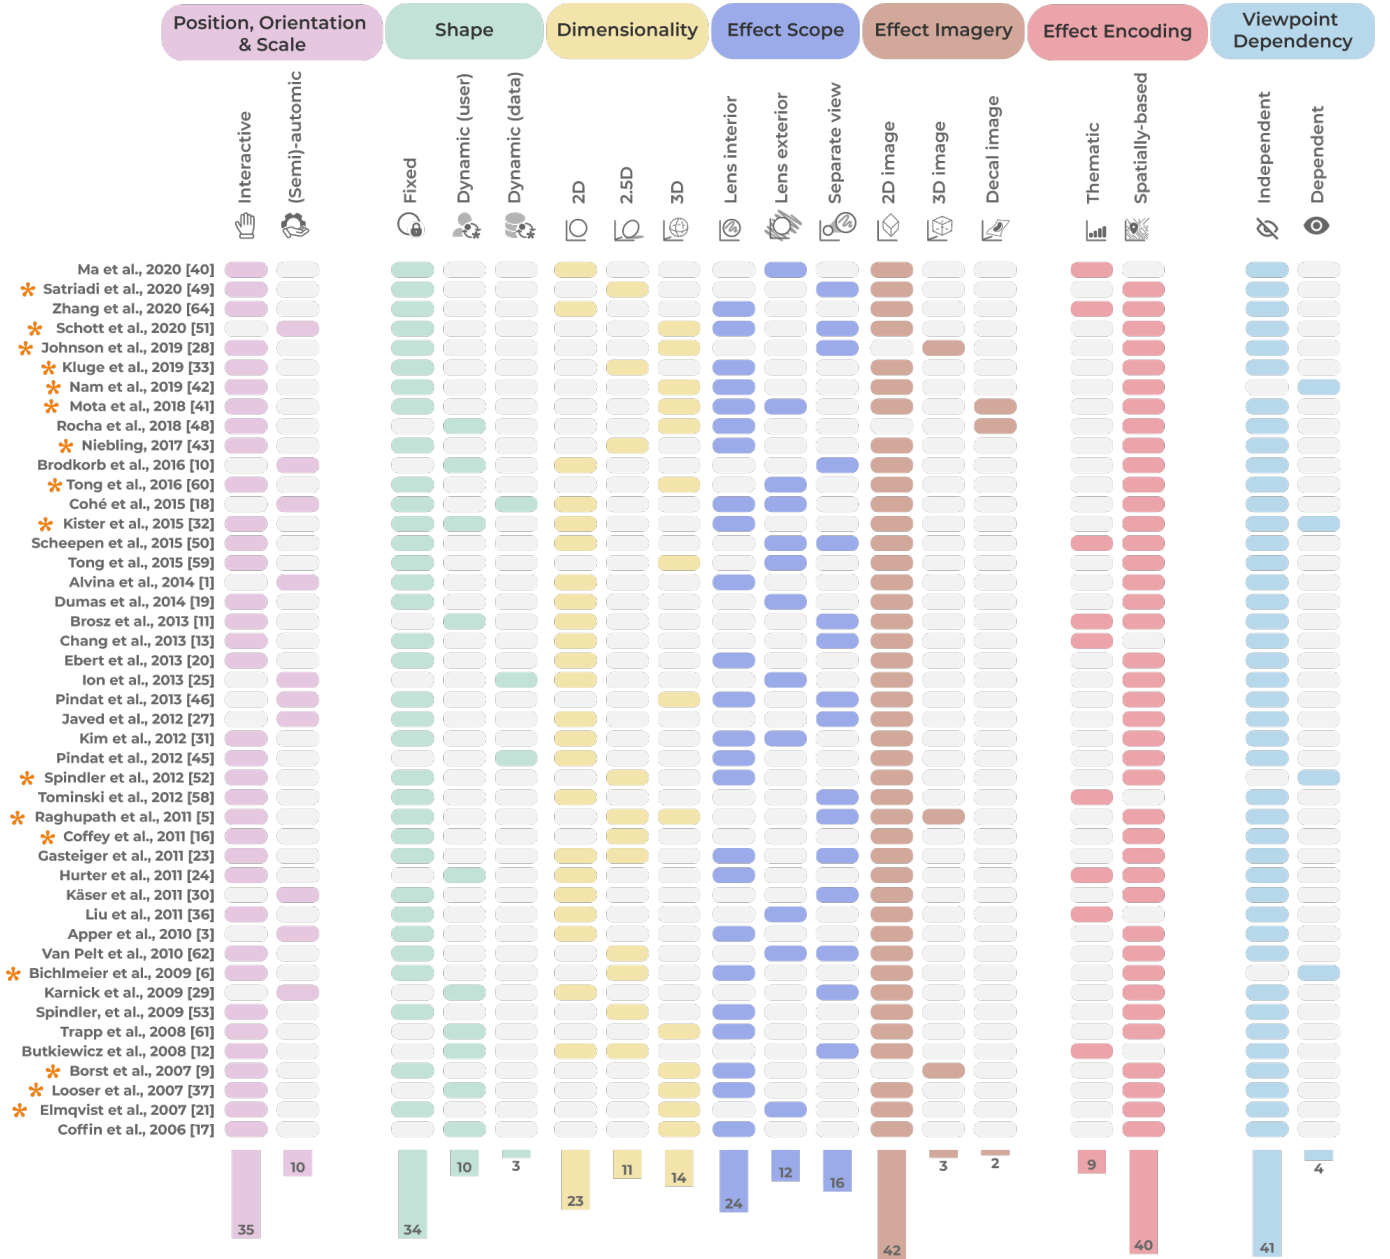 Position, Orientation
& Scale
Shape
Dimensionality
Effect Scope
Effect Imagery
Effect Encoding
Viewpoint
Dependency
Interactive
(Semi)-automic
Fixed
Dynamic (user)
Dynamic (data)
2D
2.5D
3D
Lens interior
Lens exterior
Separate view
2D image
3D image
Decal image
Thematic
Spatially-based
Independent
Dependent
Ma et al., 2020 [40]
* Satriadi et al., 2020 [49]
Zhang et al., 2020 [64]
* Schott et al., 2020 [51]
* Johnson et al., 2019 [28]
* Kluge et al., 2019 [33]
* Nam et al., 2019 [42]
* Mota et al., 2018 [41]
Rocha et al., 2018 [48]
* Niebling, 2017 [43]
Brodkorb et al., 2016 [10]
* Tong et al., 2016 [60]
Cohé et al., 2015 [18]
* Kister et al., 2015 [32]
Scheepen et al., 2015 [50]
Tong et al., 2015 [59]
Alvina et al., 2014 [1]
Dumas et al., 2014 [19]
Brosz et al., 2013 [11]
Chang et al., 2013 [13]
Ebert et al., 2013 [20]
Ion et al., 2013 [25]
Pindat et al., 2013 [46]
Javed et al., 2012 [27]
Kim et al., 2012 [31]
Pindat et al., 2012 [45]
* Spindler et al., 2012 [52]
Tominski et al., 2012 [58]
* Raghupath et al., 2011 [5]
* Coffey et al., 2011 [16]
Gasteiger et al., 2011 [23]
Hurter et al., 2011 [24]
Käser et al., 2011 [30]
Liu et al., 2011 [36]
Apper et al., 2010 [3]
Van Pelt et al., 2010 [62]
* Bichlmeier et al., 2009 [6]
Karnick et al., 2009 [29]
Spindler, et al., 2009 [53]
Trapp et al., 2008 [61]
Butkiewicz et al., 2008 [12]
* Borst et al., 2007 [9]
* Looser et al., 2007 [37]
* Elmqvist et al., 2007 [21]
Coffin et al., 2006 [17]
35
10
34
10
3
23
11
14
24
12
16
42
3
2
9
40
41
4